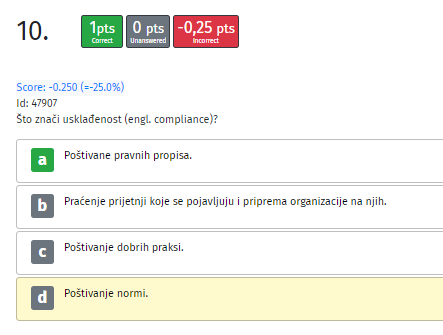 10.
1pts Correct 0 pts Unanswered -0,25 pts Incorrect
Score: -0.250 (=-25.0%)
Id: 47907
Što znači usklađenost (engl. compliance)?
a Poštivane pravnih propisa.
b Praćenje prijetnji koje se pojavljuju i priprema organizacije na njih.
c Poštivanje dobrih praksi.
d Poštivanje normi.